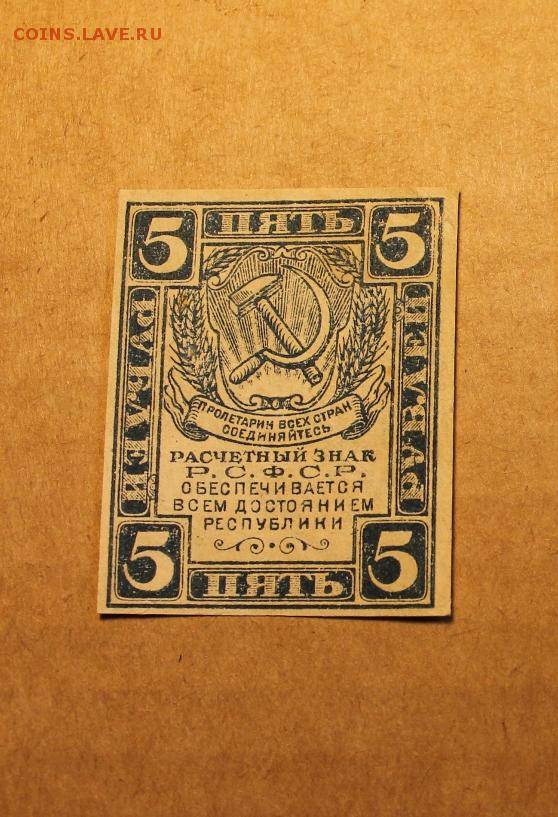 COINS.LAVE.RU
5 ПЯТЬ 5
РУБЛЕЙ
РУБЛЕЙ
ПРОЛЕТАРИИ ВСЕХ СТРАН
СОЕДИНЯЙТЕСЬ
РАСЧЕТНЫЙ ЗНАК
Р.С.Ф.С.Р.
ОБЕСПЕЧИВАЕТСЯ
ВСЕМ ДОСТОЯНИЕМ
РЕСПУБЛИКИ
5 ПЯТЬ 5